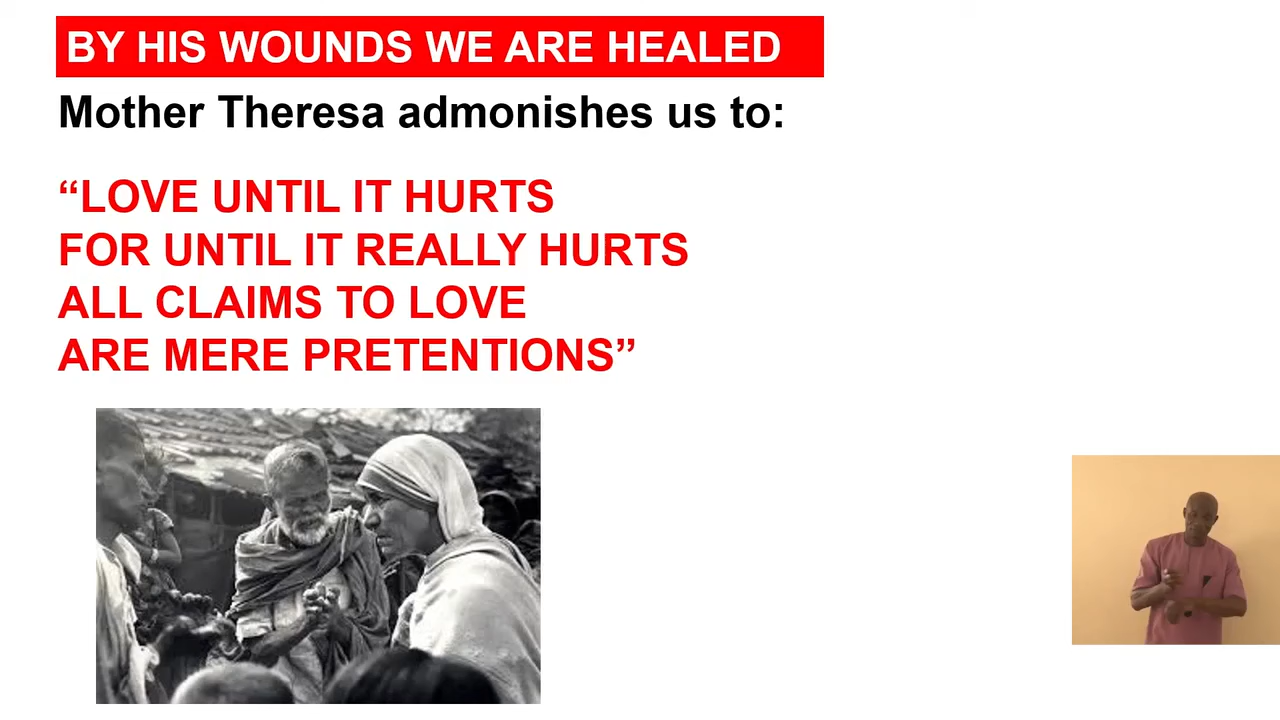 BY HIS WOUNDS WE ARE HEALED
Mother Theresa admonishes us to:
“LOVE UNTIL IT HURTS
FOR UNTIL IT REALLY HURTS
ALL CLAIMS TO LOVE
ARE MERE PRETENTIONS”